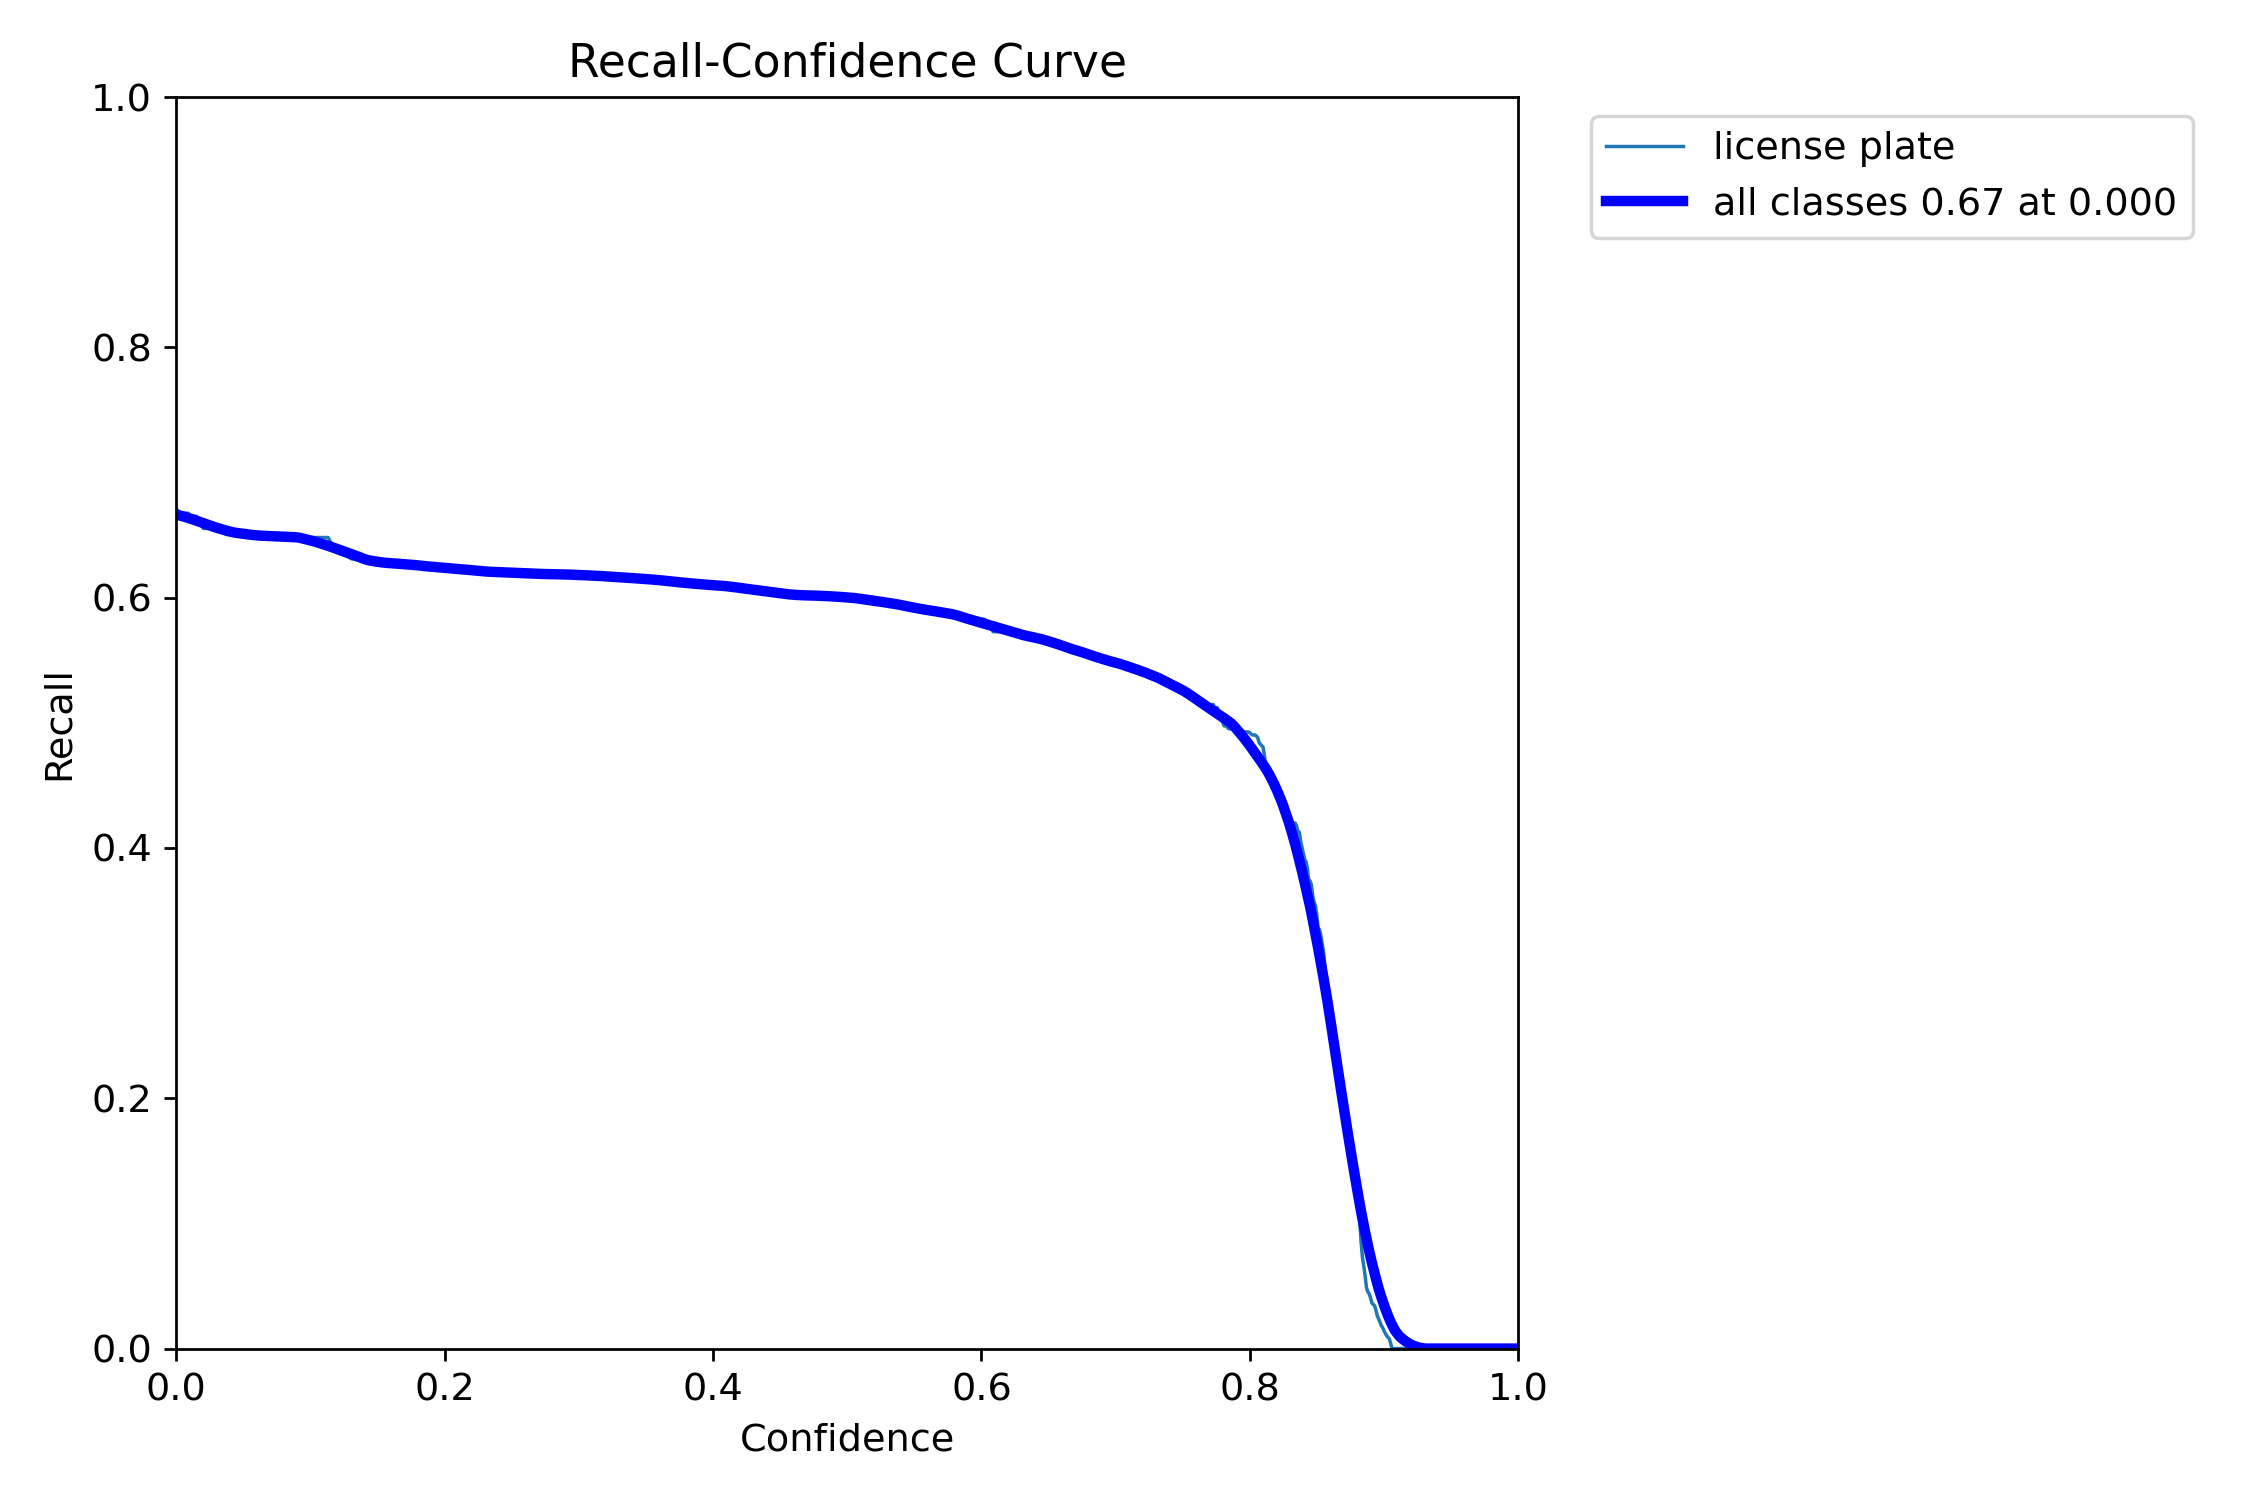 Recall-Confidence Curve
license plate
all classes 0.67 at 0.000
1.0
0.8
0.6
0.4
0.2
0.0
Recall
0.0 0.2 0.4 0.6 0.8 1.0
Confidence